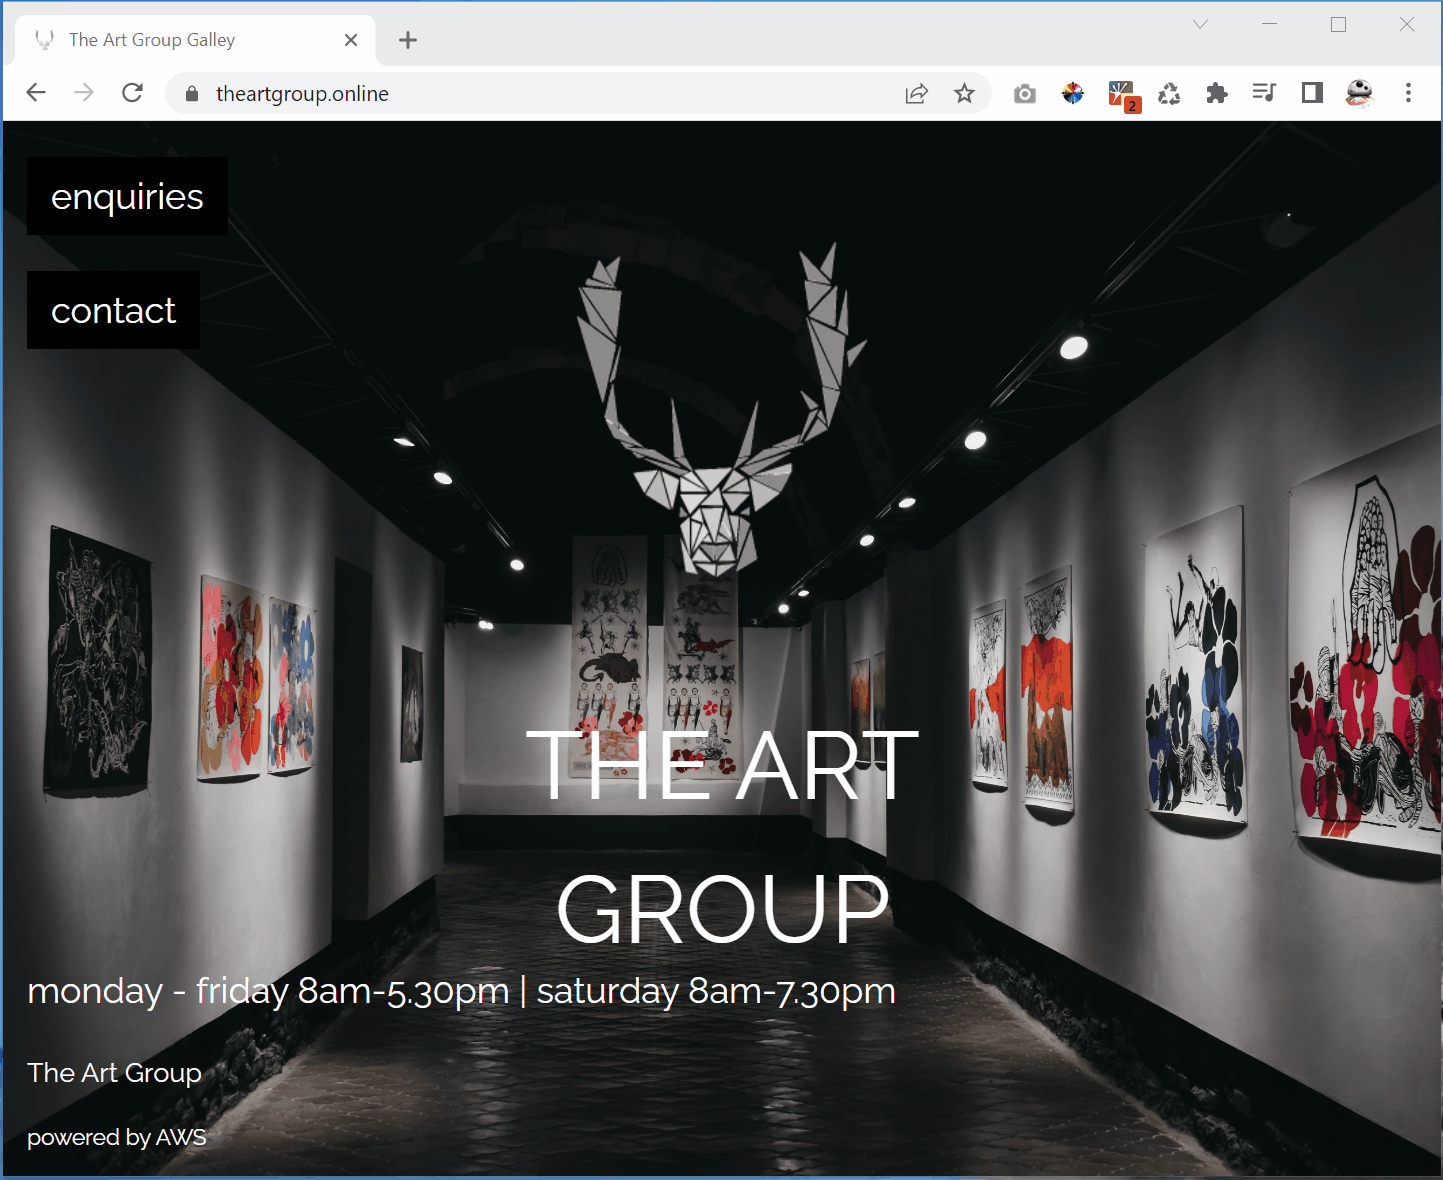 The Art Group Galley
theartgroup.online
2
enquiries
contact
THE ART
GROUP
monday - friday 8am-5.30pm | saturday 8am-7.30pm
The Art Group
powered by AWS